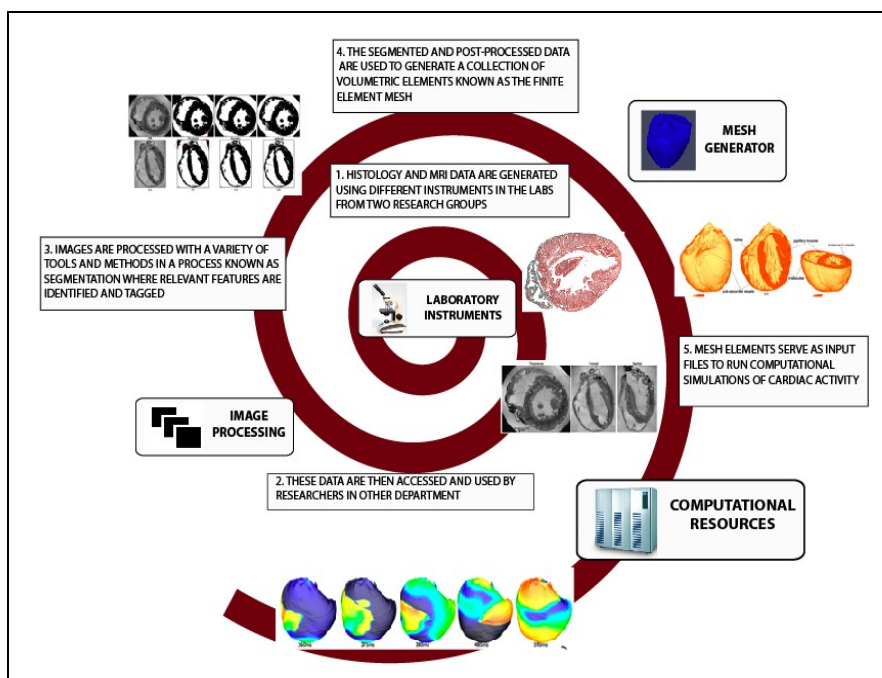 4. THE SEGMENTED AND POST-PROCESSED DATA
ARE USED TO GENERATE A COLLECTION OF
VOLUMETRIC ELEMENTS KNOWN AS THE FINITE
ELEMENT MESH
MESH
GENERATOR
1. HISTOLOGY AND MRI DATA ARE GENERATED
USING DIFFERENT INSTRUMENTS IN THE LABS
FROM TWO RESEARCH GROUPS
3. IMAGES ARE PROCESSED WITH A VARIETY OF
TOOLS AND METHODS IN A PROCESS KNOWN AS
SEGMENTATION WHERE RELEVANT FEATURES ARE
IDENTIFIED AND TAGGED
LABORATORY
INSTRUMENTS
5. MESH ELEMENTS SERVE AS INPUT
FILES TO RUN COMPUTATIONAL
SIMULATIONS OF CARDIAC ACTIVITY
IMAGE
PROCESSING
2. THESE DATA ARE THEN ACCESSED AND USED BY
RESEARCHERS IN OTHER DEPARTMENT
COMPUTATIONAL
RESOURCES